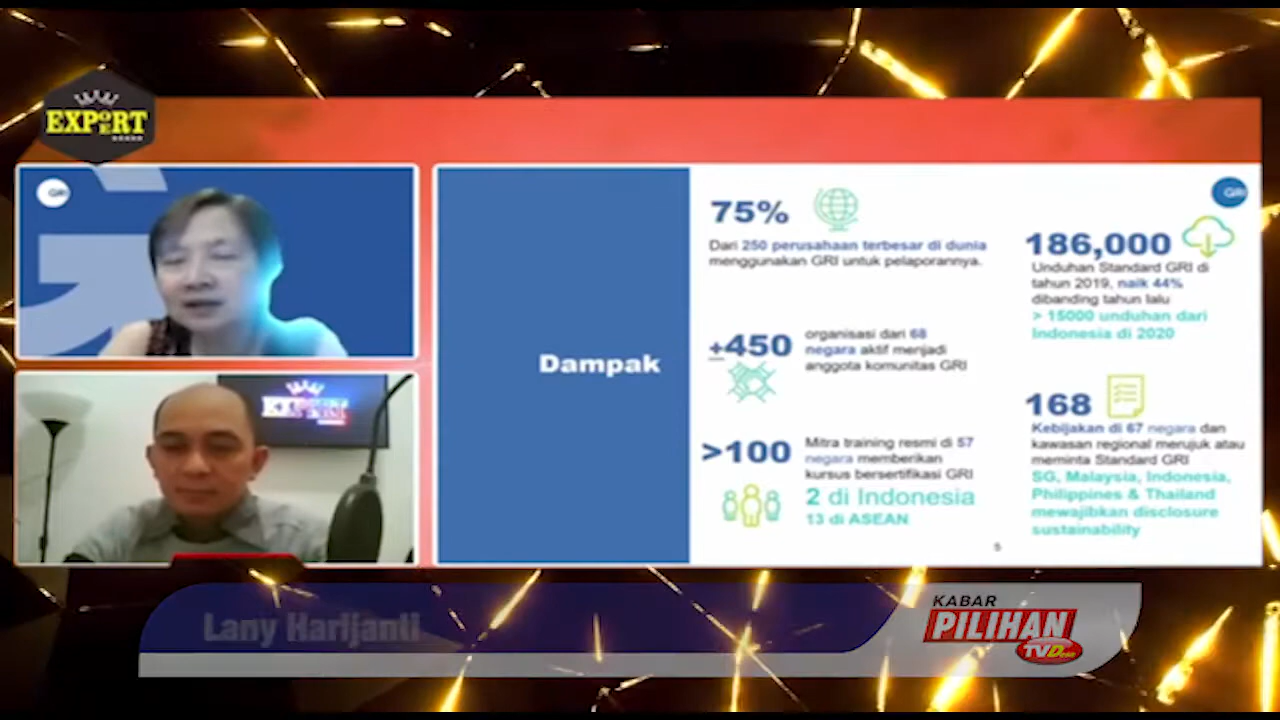 EXPERT
GRI
Dampak
75%
Dari 250 perusahaan terbesar di dunia
menggunakan GRI untuk pelaporannya.
+450
organisasi dari 68
negara aktif menjadi
anggota komunitas GRI
>100
Mitra training resmi di 57
negara memberikan
kursus bersertifikasi GRI
2 di Indonesia
13 di ASEAN
GRI
186,000
Unduhan Standard GRI di
tahun 2019, naik 44%
dibanding tahun lalu
> 15000 unduhan dari
Indonesia di 2020
168
Kebijakan di 67 negara dan
kawasan regional merujuk atau
meminta Standard GRI
SG, Malaysia, Indonesia,
Philippines & Thailand
mewajibkan disclosure
sustainability
5
Lany Harijanti
KABAR
PILIHAN
TVDesa